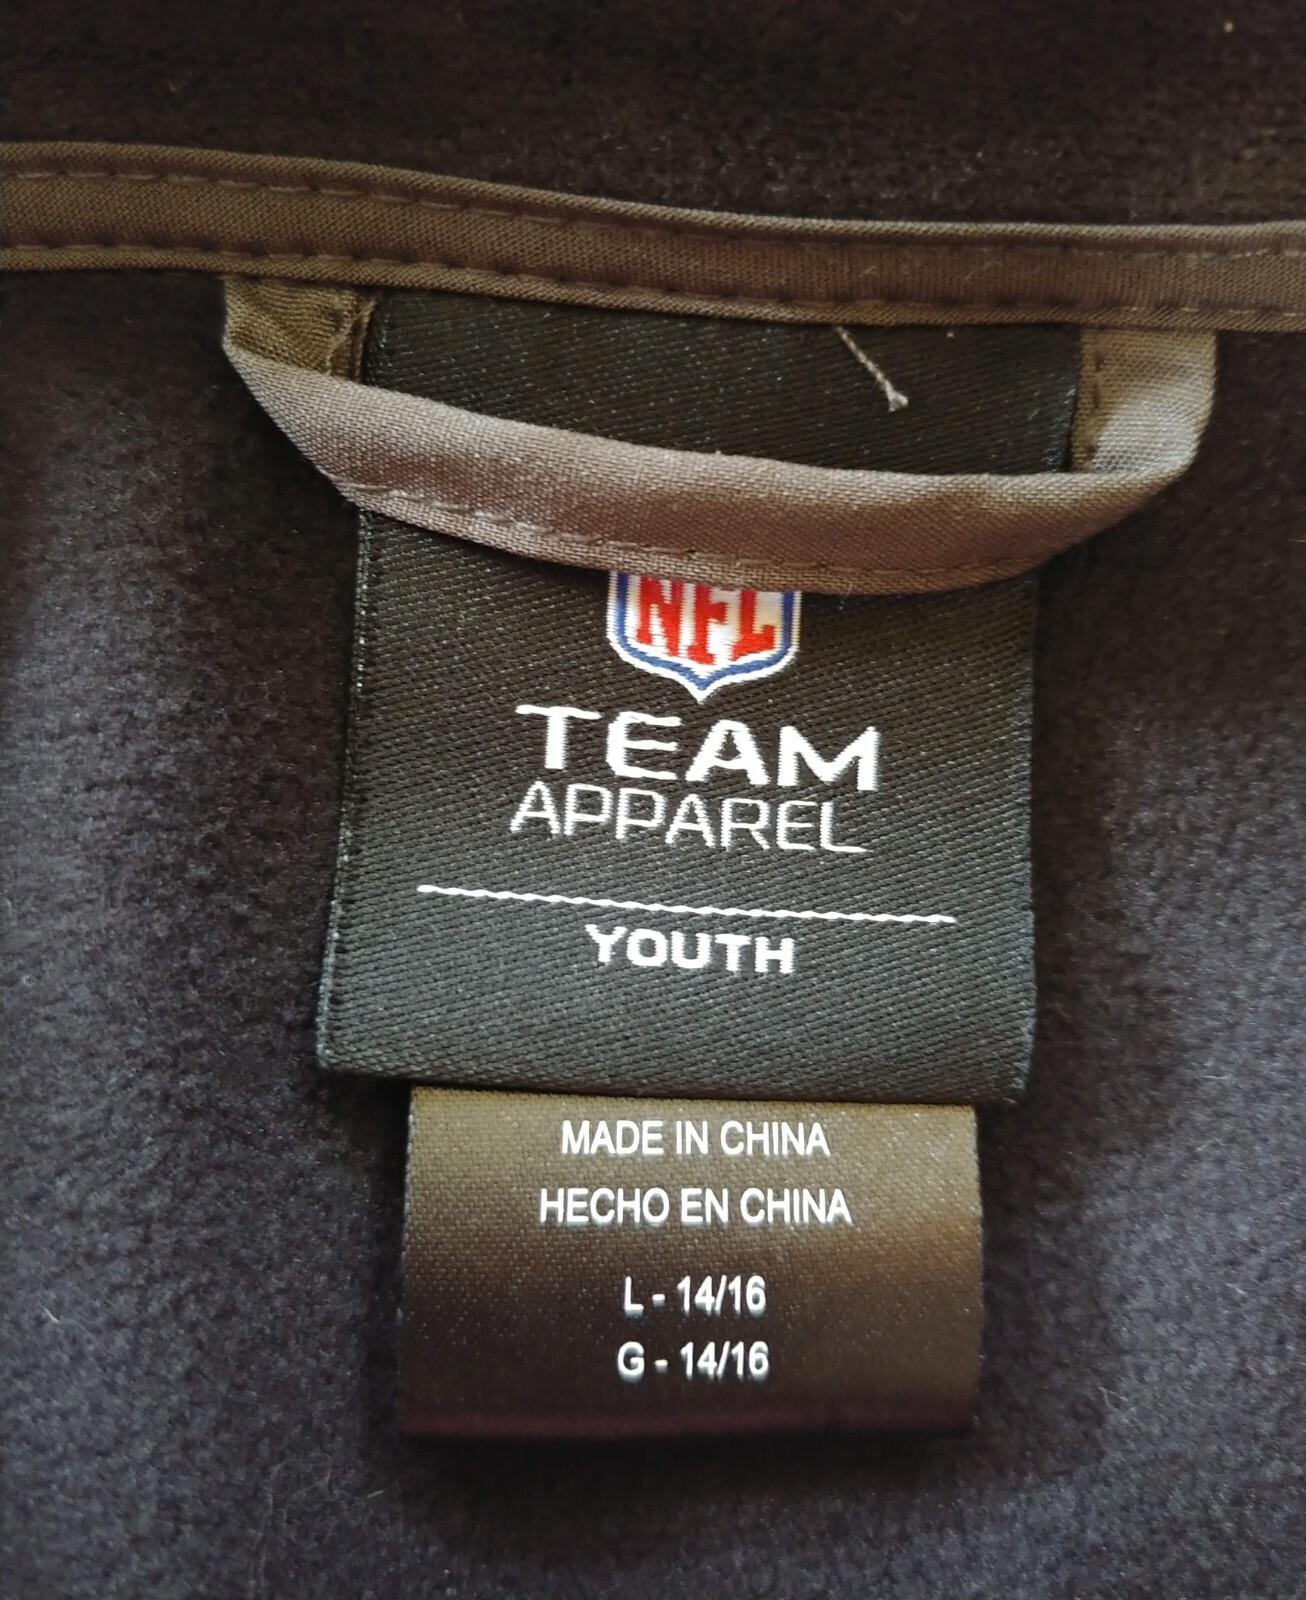 NFL
TEAM
APPAREL
YOUTH
MADE IN CHINA
HECHO EN CHINA
L - 14/16
G - 14/16